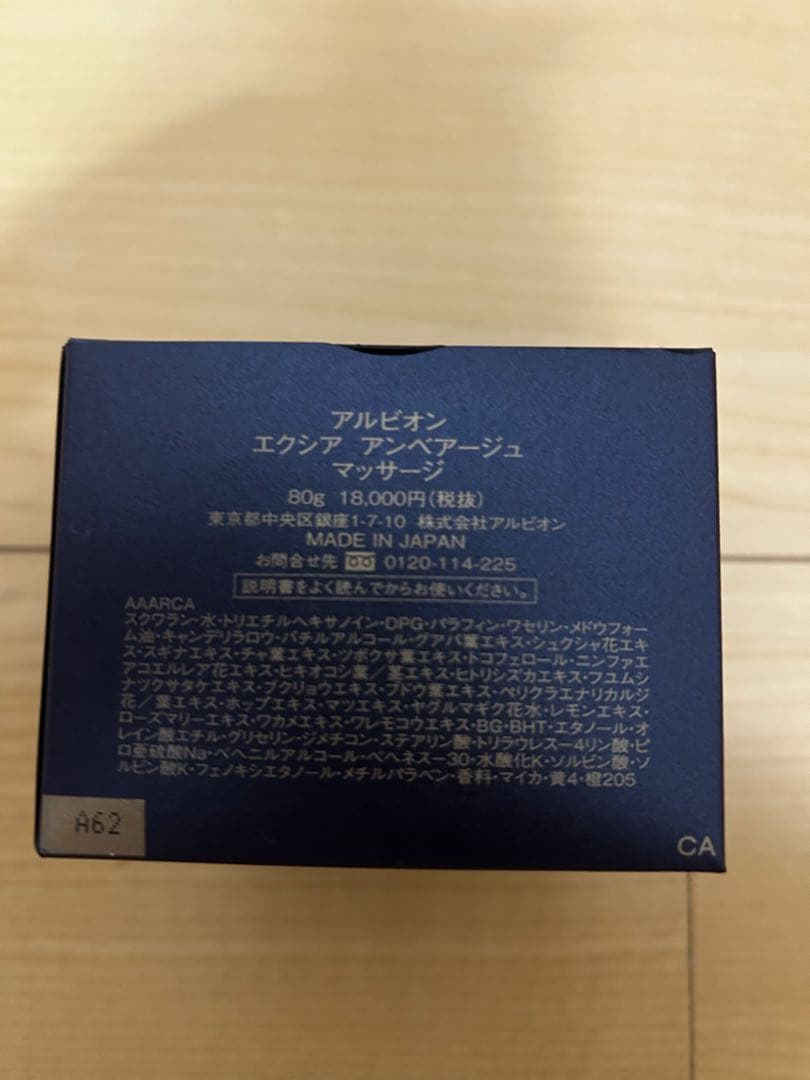 アルビオン
エクシア アンベアージュ
マッサージ
80g 18,000円(税抜)
東京都中央区銀座1-7-10 株式会社アルビオン
MADE IN JAPAN
お問合せ先 0120-114-225
説明書をよく読んでからお使いください。
AAARCA
スクワラン・水・トリエチルヘキサノイン・DPG・パラフィン・ワセリン・メドウフォー
ム油・キャンデリラロウ・バチルアルコール・グアバ葉エキス・シュクシャ花エキ
ス・スギナエキス・チャ葉エキス・ツボクサ葉エキス・トコフェロール・ニンファエ
アコエルレア花エキス・ヒキオコシ葉/茎エキス・ヒトリシズカエキス・フユムシ
ナツクサタケエキス・ブクリョウエキス・ブドウ葉エキス・ペリクラエナリカルジ
花/葉エキス・ホップエキス・マツエキス・ヤグルマギク花水・レモンエキス・
ローズマリーエキス・ワカメエキス・ワレモコウエキス・BG・BHT・エタノール・オ
レイン酸エチル・グリセリン・ジメチコン・ステアリン酸・トリラウレス-4リン酸・ピ
ロ亜硫酸Na・ベヘニルアルコール・ベヘネス-30・水酸化K・ソルビン酸・ソ
ルビン酸K・フェノキシエタノール・メチルパラベン・香料・マイカ・黄4・橙205
A62
CA